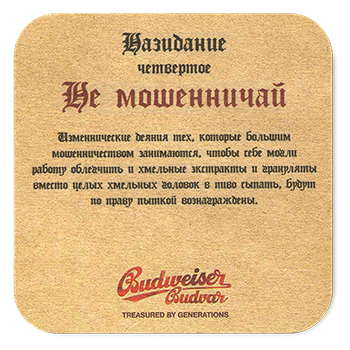 Назидание
четвертое
Не мошенничай
Изменнические деяния тех, которые большим
мошенничеством занимаются, чтобы себе могли
работу облегчить и хмельные экстракты и грануляты
вместо целых хмельных головок в пиво сыпать, будут
по праву пыткой вознаграждены.
Budweiser
Budvar
TREASURED BY GENERATIONS